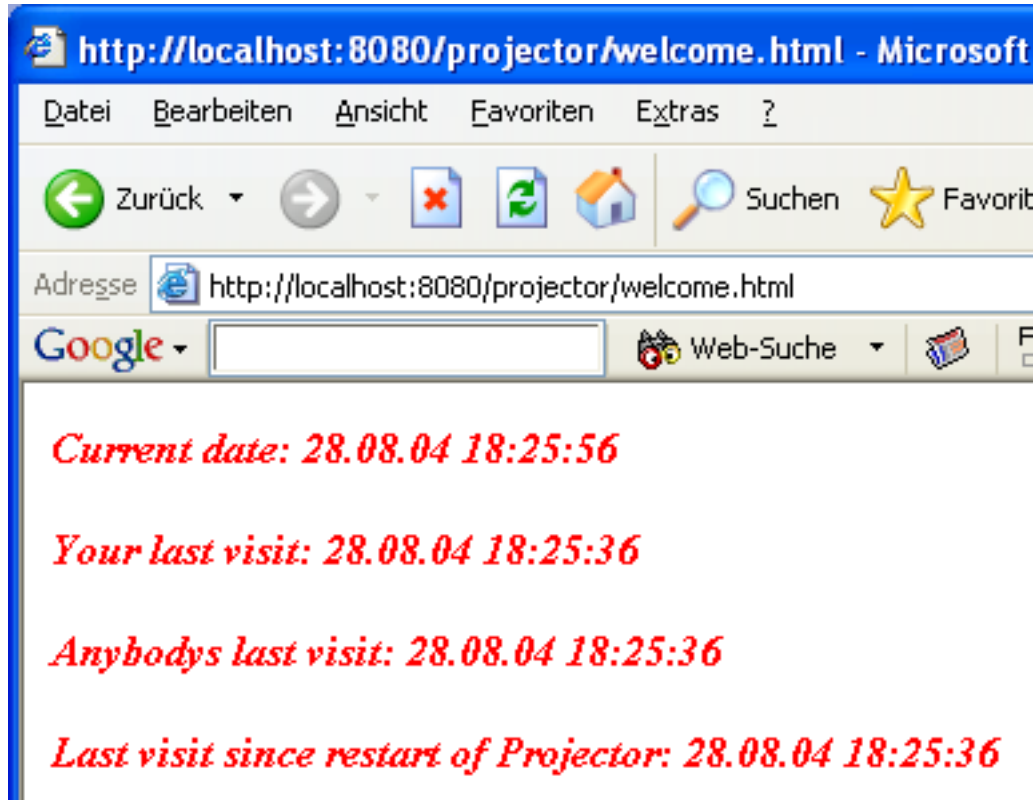 http://localhost:8080/projector/welcome.html - Microsoft
Datei Bearbeiten Ansicht Favoriten Extras ?
Zurück Suchen Favorit
Adresse http://localhost:8080/projector/welcome.html
Google Web-Suche
Current date: 28.08.04 18:25:56
Your last visit: 28.08.04 18:25:36
Anybodys last visit: 28.08.04 18:25:36
Last visit since restart of Projector: 28.08.04 18:25:36